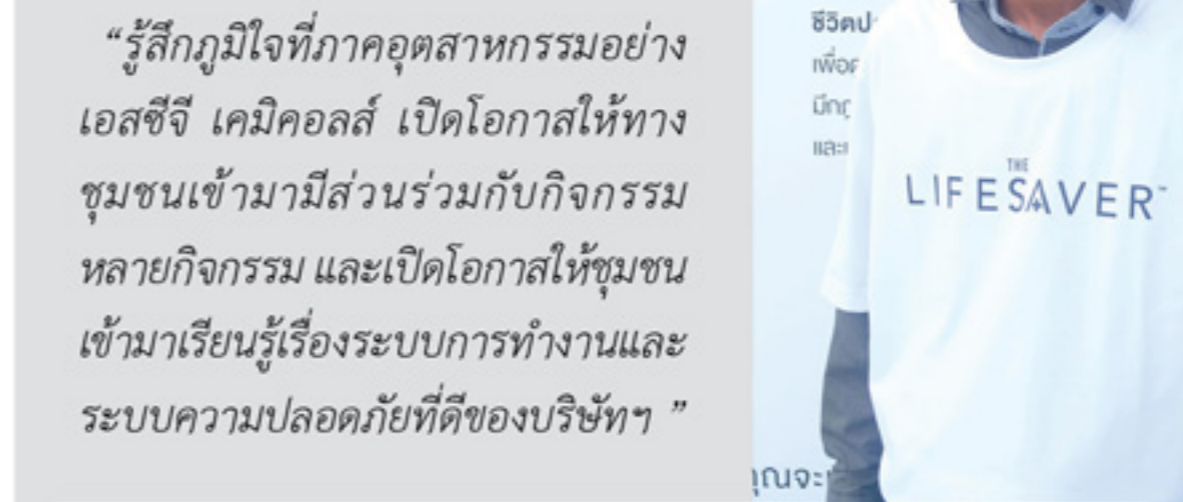 “รู้สึกภูมิใจที่ภาคอุตสาหกรรมอย่าง
เอสซีจี เคมิคอลส์ เปิดโอกาสให้ทาง
ชุมชนเข้ามามีส่วนร่วมกับกิจกรรม
หลายกิจกรรม และเปิดโอกาสให้ชุมชน
เข้ามาเรียนรู้เรื่องระบบการทำงานและ
ระบบความปลอดภัยที่ดีของบริษัทฯ ”
THE
LIFESAVER™